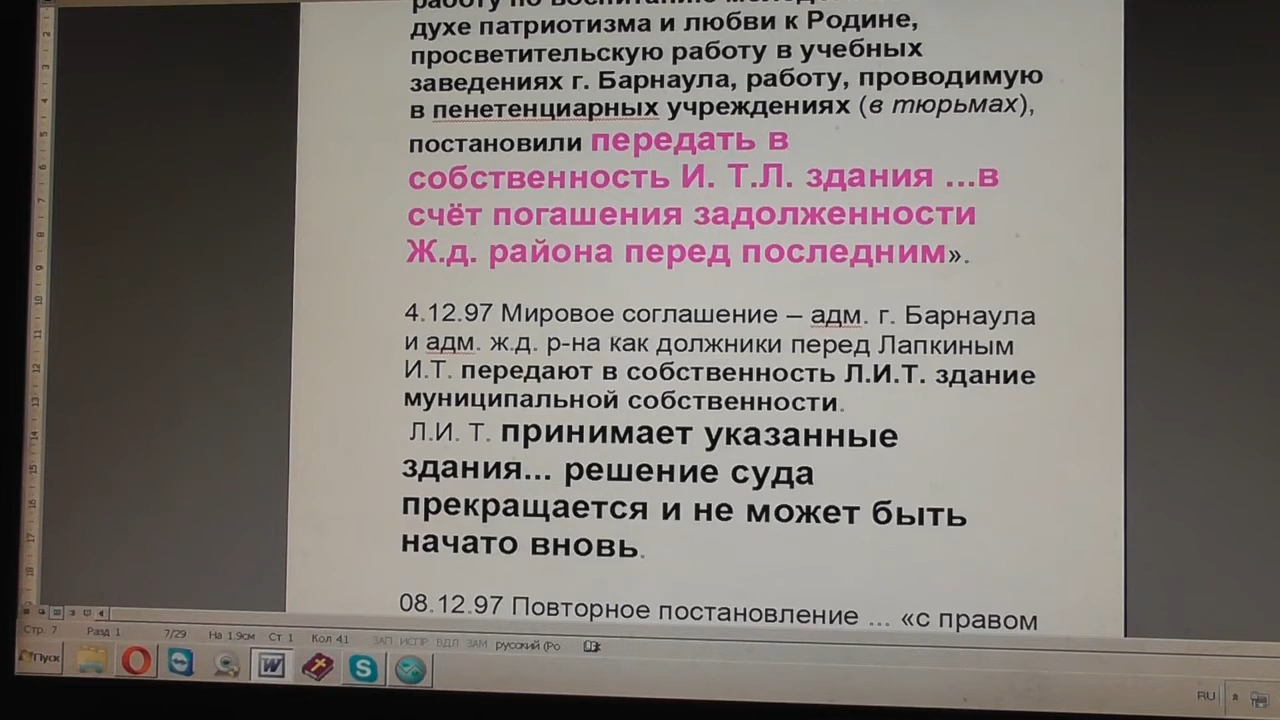 работу по воспитанию
духе патриотизма и любви к Родине,
просветительскую работу в учебных
заведениях г. Барнаула, работу, проводимую
в пенетенциарных учреждениях (в тюрьмах),
постановили передать в
собственность И. Т.Л. здания ...в
счёт погашения задолженности
Ж.д. района перед последним».
4.12.97 Мировое соглашение – адм. г. Барнаула
и адм. ж.д. р-на как должники перед Лапкиным
И.Т. передают в собственность Л.И.Т. здание
муниципальной собственности.
Л.И. Т. принимает указанные
здания... решение суда
прекращается и не может быть
начато вновь.
08.12.97 Повторное постановление ... «с правом
Стр. 7 Разд 1 7/29 На 1.9см Ст 1 Кол 41 ЗАП ИСПР ВДЛ ЗАМ русский (Ро
Пуск
RU